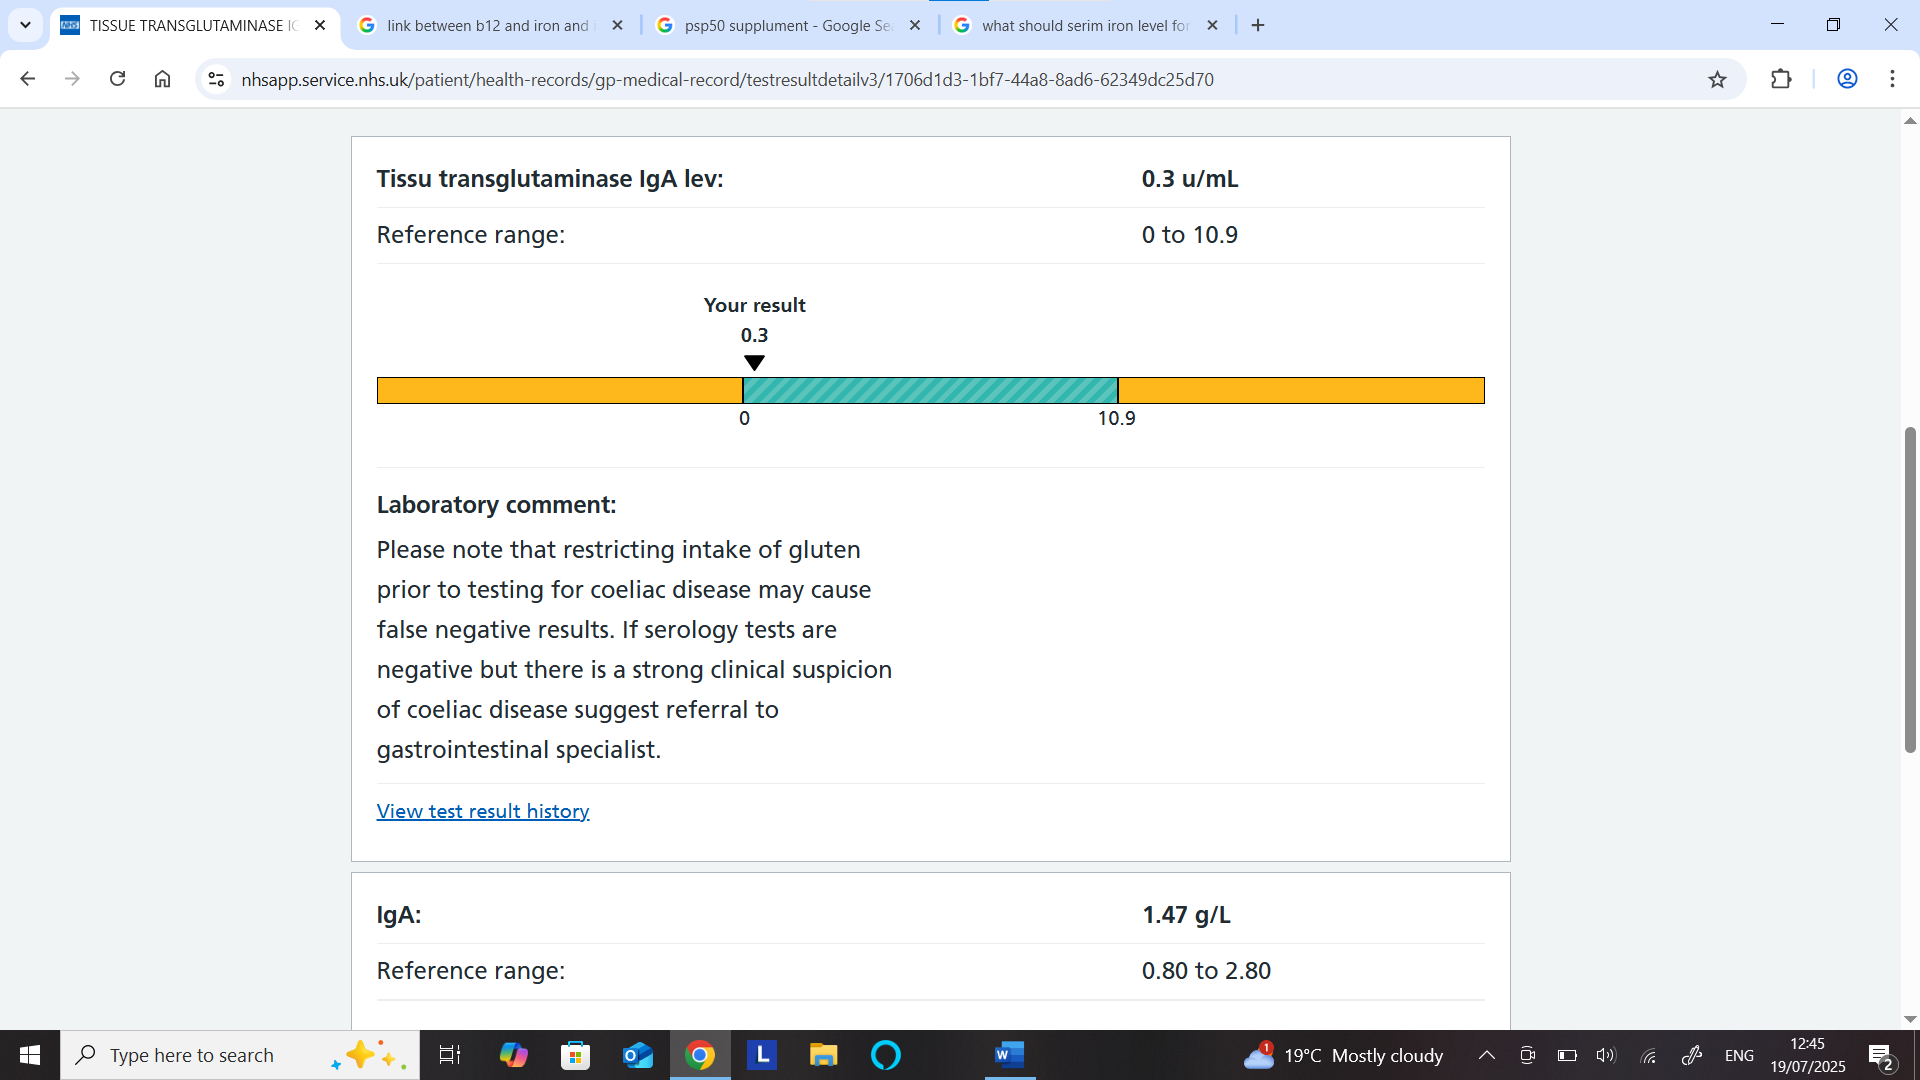 TISSUE TRANSGLUTAMINASE IG
link between b12 and iron and
psp50 supplument - Google Se
what should serim iron level for
nhsapp.service.nhs.uk/patient/health-records/gp-medical-record/testresultdetailv3/1706d1d3-1bf7-44a8-8ad6-62349dc25d70
Tissu transglutaminase IgA lev: 0.3 u/mL
Reference range: 0 to 10.9
Your result
0.3
0 10.9
Laboratory comment:
Please note that restricting intake of gluten
prior to testing for coeliac disease may cause
false negative results. If serology tests are
negative but there is a strong clinical suspicion
of coeliac disease suggest referral to
gastrointestinal specialist.
View test result history
IgA: 1.47 g/L
Reference range: 0.80 to 2.80
Type here to search
1 19°C Mostly cloudy
ENG
12:45
19/07/2025
2